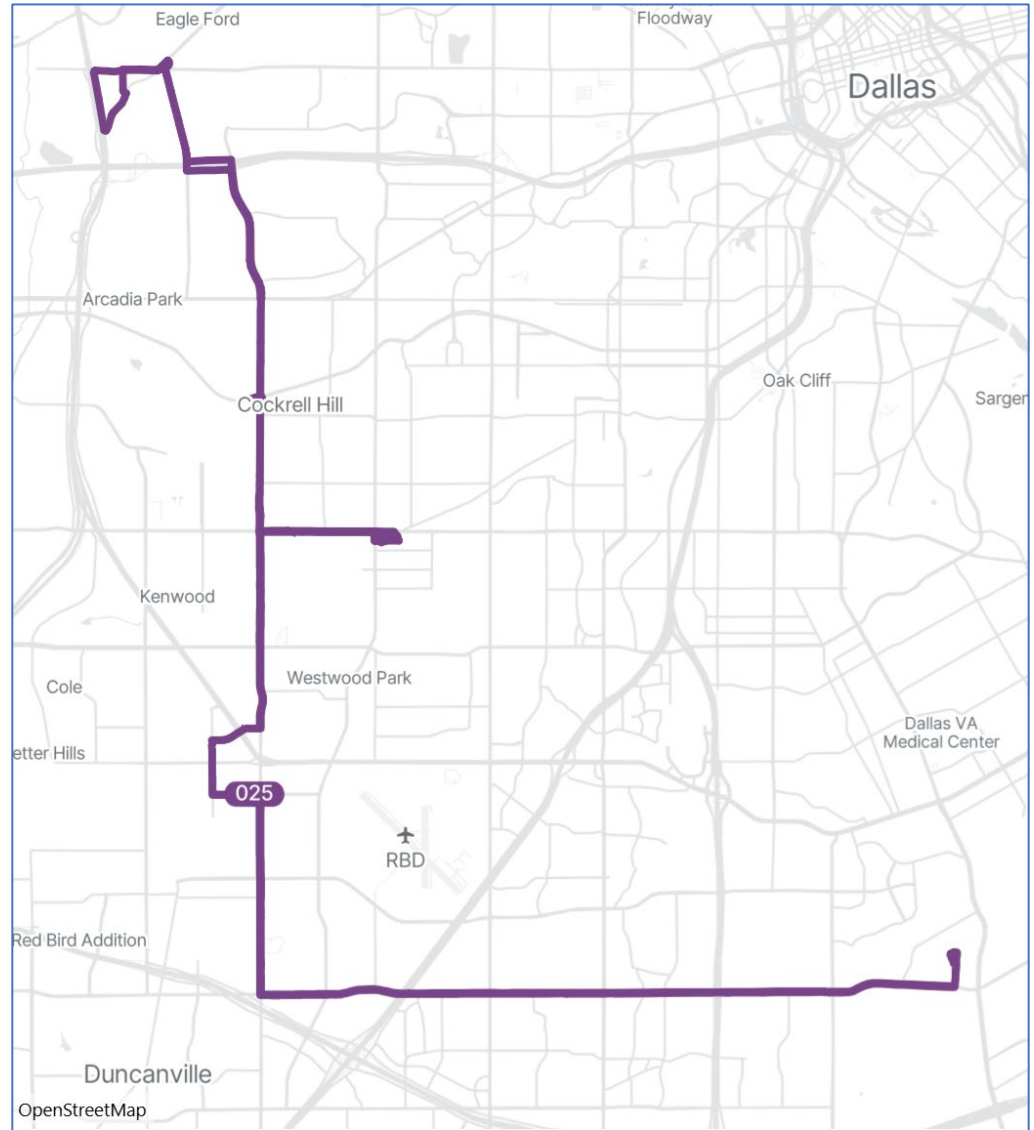 Eagle Ford
Floodway
Dallas
Arcadia Park
Oak Cliff
Cockrell Hill
Sarger
Kenwood
Westwood Park
Cole
Dallas VA
Medical Center
etter Hills
025
RBD
Red Bird Addition
Duncanville
OpenStreetMap